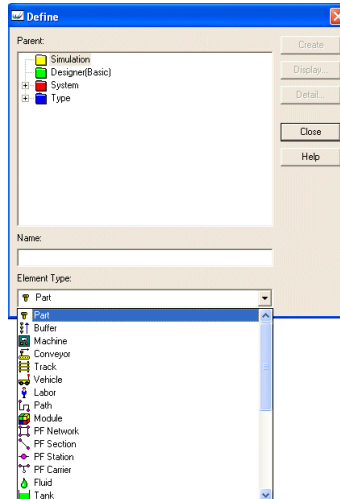 Define
Parent:
Create
Simulation
Designer(Basic)
Display...
System
Detail...
Type
Close
Help
Name:
Element Type:
Part
Part
Buffer
Machine
Conveyor
Track
Vehicle
Labor
Path
Module
PF Network
PF Section
PF Station
PF Carrier
Fluid
Tank